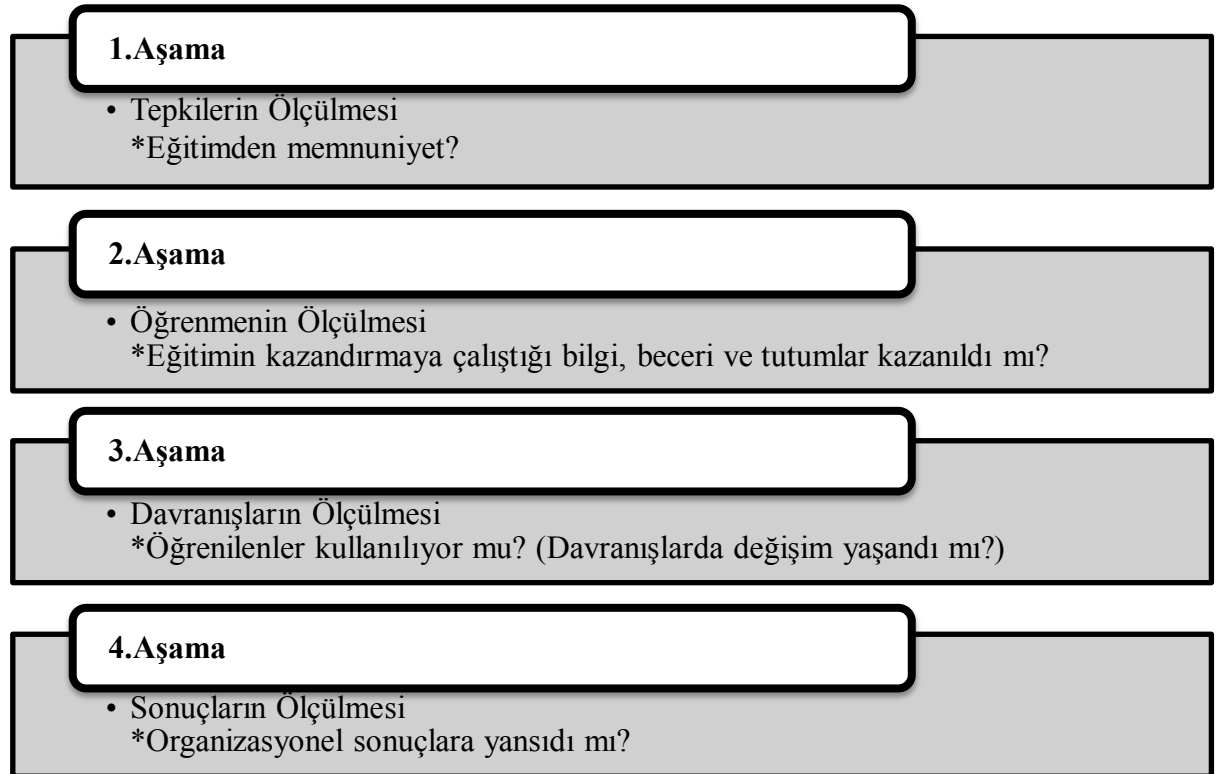 1.Aşama
• Tepkilerin Ölçülmesi
*Eğitimden memnuniyet?
2.Aşama
• Öğrenmenin Ölçülmesi
*Eğitimin kazandırmaya çalıştığı bilgi, beceri ve tutumlar kazanıldı mı?
3.Aşama
• Davranışların Ölçülmesi
*Öğrenilenler kullanılıyor mu? (Davranışlarda değişim yaşandı mı?)
4.Aşama
• Sonuçların Ölçülmesi
*Organizasyonel sonuçlara yansıdı mı?